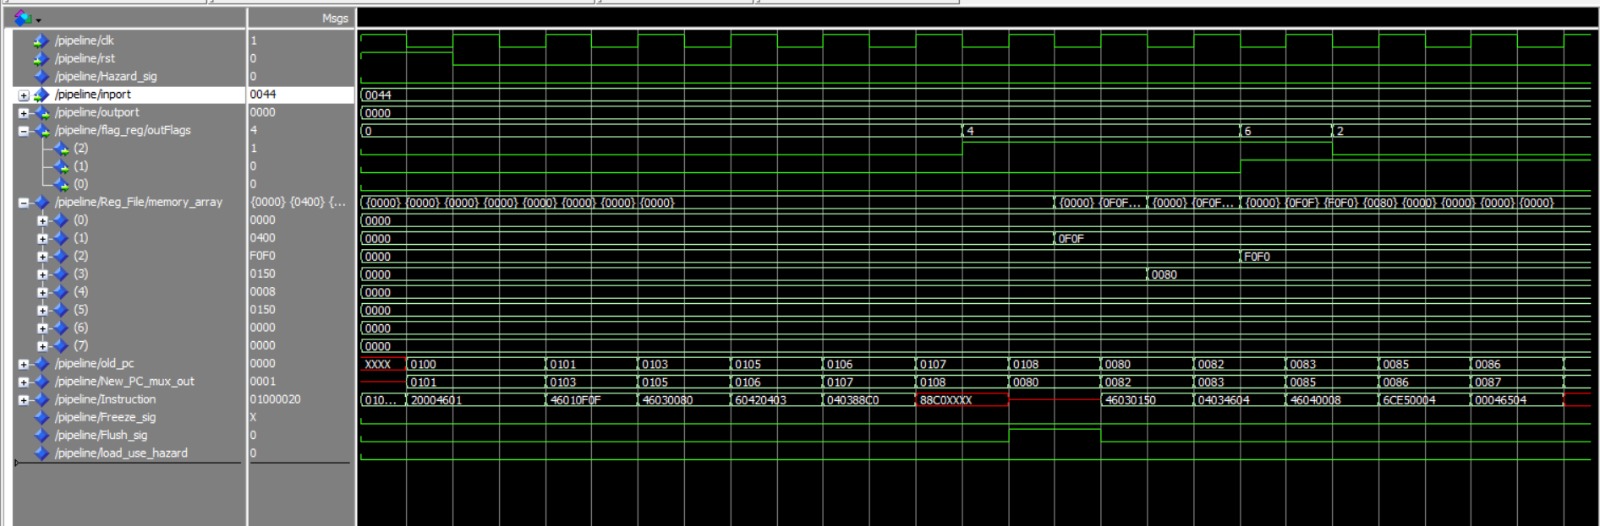 Msgs
/pipeline/clk 1
/pipeline/rst 0
/pipeline/Hazard_sig 0
/pipeline/inport 0044 0044
/pipeline/outport 0000 0000
/pipeline/flag_reg/outFlags 4 0 4 6 2
(2) 1
(1) 0
(0) 0
/pipeline/Reg_File/memory_array {0000} {0400} {... {0000} {0000} {0000} {0000} {0000} {0000} {0000} {0000} {0000} {0F0F... {0000} {0F0F... {0000} {0F0F} {F0F0} {0080} {0000} {0000} {0000} {0000}
(0) 0000 0000
(1) 0400 0000 0F0F
(2) F0F0 0000 F0F0
(3) 0150 0000 0080
(4) 0008 0000
(5) 0150 0000
(6) 0000 0000
(7) 0000 0000
/pipeline/old_pc 0000 XXXX 0100 0101 0103 0105 0106 0107 0108 0080 0082 0083 0085 0086
/pipeline/New_PC_mux_out 0001 0101 0103 0105 0106 0107 0108 0080 0082 0083 0085 0086 0087
/pipeline/Instruction 01000020 010... 20004601 46010F0F 46030080 60420403 040388C0 88C0XXXX 46030150 04034604 46040008 6CE50004 00046504
/pipeline/Freeze_sig X
/pipeline/Flush_sig 0
/pipeline/load_use_hazard 0